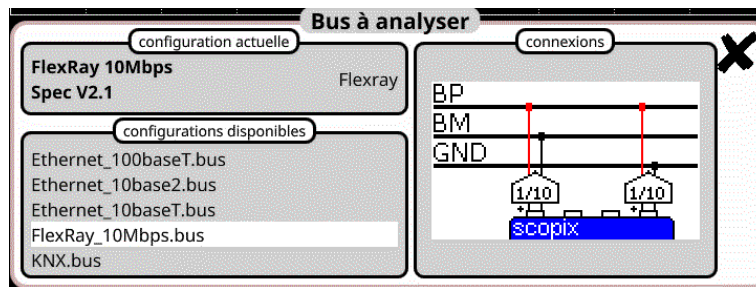 Bus à analyser
configuration actuelle
FlexRay 10Mbps
Spec V2.1
Flexray
configurations disponibles
Ethernet_100baseT.bus
Ethernet_10base2.bus
Ethernet_10baseT.bus
FlexRay_10Mbps.bus
KNX.bus
connexions
BP
BM
GND
1/10 1/10
+ +
scopix